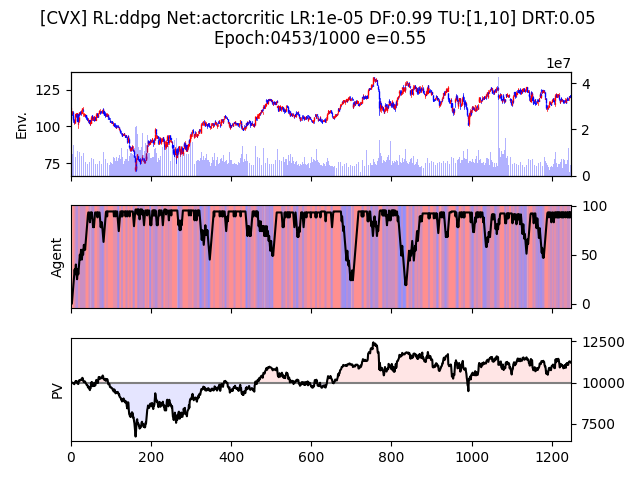 [CVX] RL:ddpg Net:actorcritic LR:1e-05 DF:0.99 TU:[1,10] DRT:0.05
Epoch:0453/1000 e=0.55
1e7
Env.
125
100
75
4
2
0
Agent
100
50
0
PV
12500
10000
7500
0 200 400 600 800 1000 1200